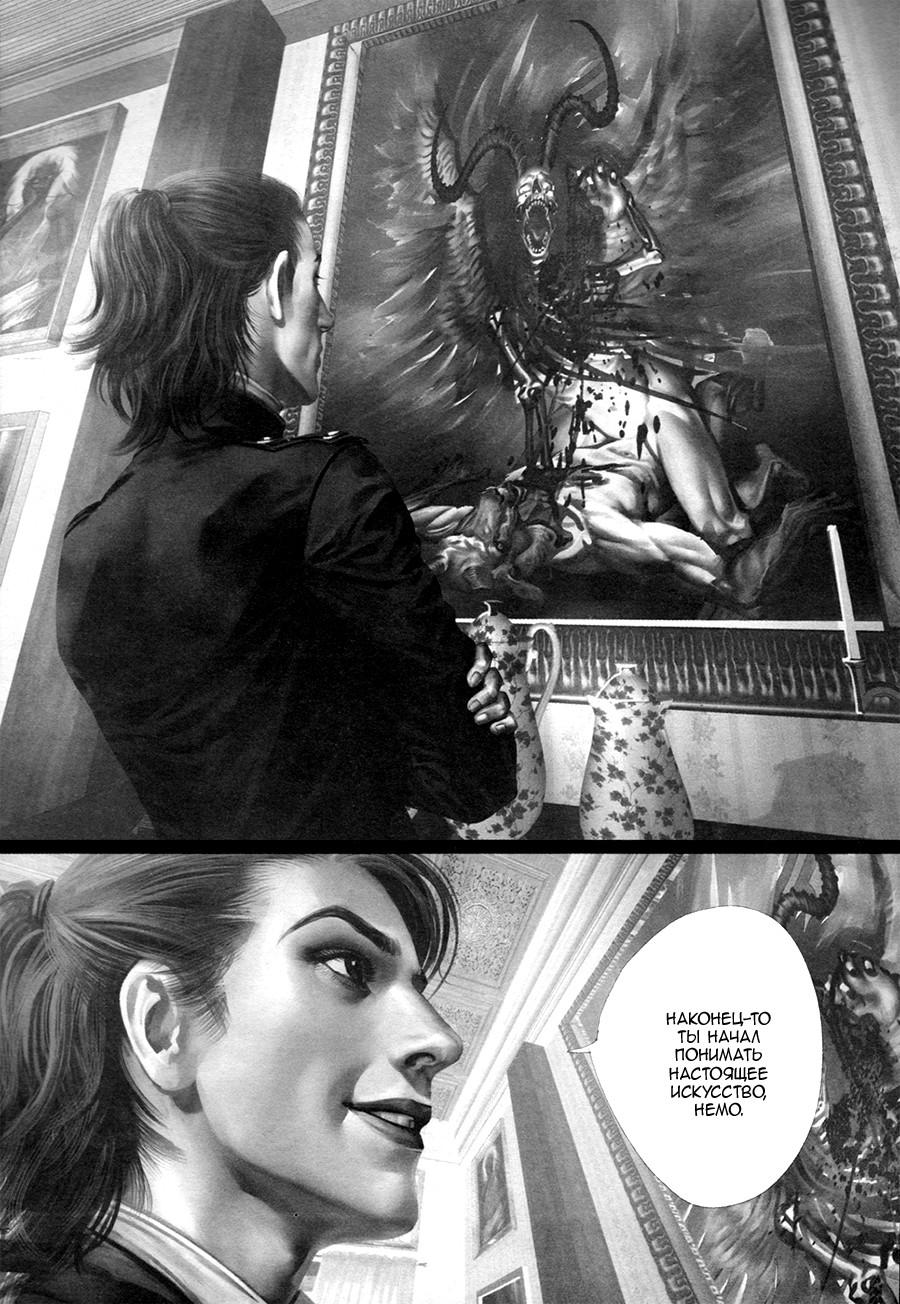 НАКОНЕЦ-ТО
ТЫ НАЧАЛ
ПОНИМАТЬ
НАСТОЯЩЕЕ
ИСКУССТВО,
НЕМО.